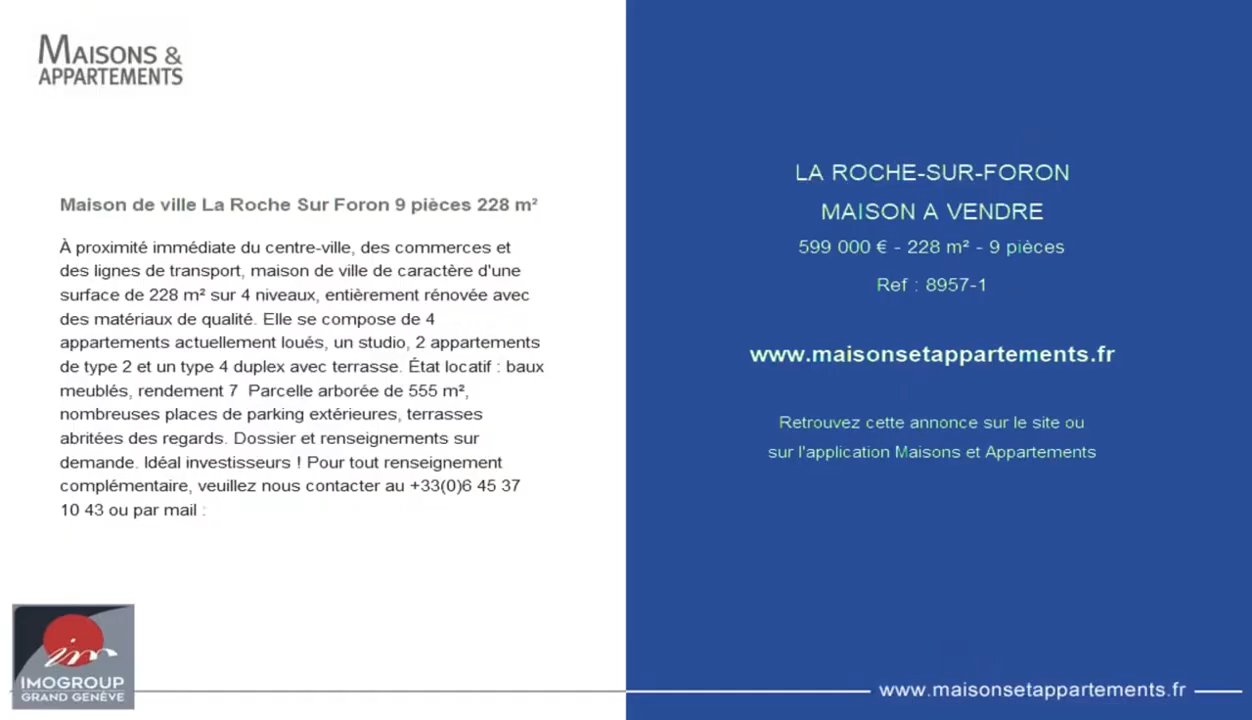 MAISONS &
APPARTEMENTS
Maison de ville La Roche Sur Foron 9 pièces 228 m²
À proximité immédiate du centre-ville, des commerces et
des lignes de transport, maison de ville de caractère d'une
surface de 228 m² sur 4 niveaux, entièrement rénovée avec
des matériaux de qualité. Elle se compose de 4
appartements actuellement loués, un studio, 2 appartements
de type 2 et un type 4 duplex avec terrasse. État locatif : baux
meublés, rendement 7  Parcelle arborée de 555 m²,
nombreuses places de parking extérieures, terrasses
abritées des regards. Dossier et renseignements sur
demande. Idéal investisseurs ! Pour tout renseignement
complémentaire, veuillez nous contacter au +33(0)6 45 37
10 43 ou par mail :
LA ROCHE-SUR-FORON
MAISON A VENDRE
599 000 € - 228 m² - 9 pièces
Ref : 8957-1
www.maisonsetappartements.fr
Retrouvez cette annonce sur le site ou
sur l'application Maisons et Appartements
im
IMOGROUP
GRAND GENÈVE
www.maisonsetappartements.fr